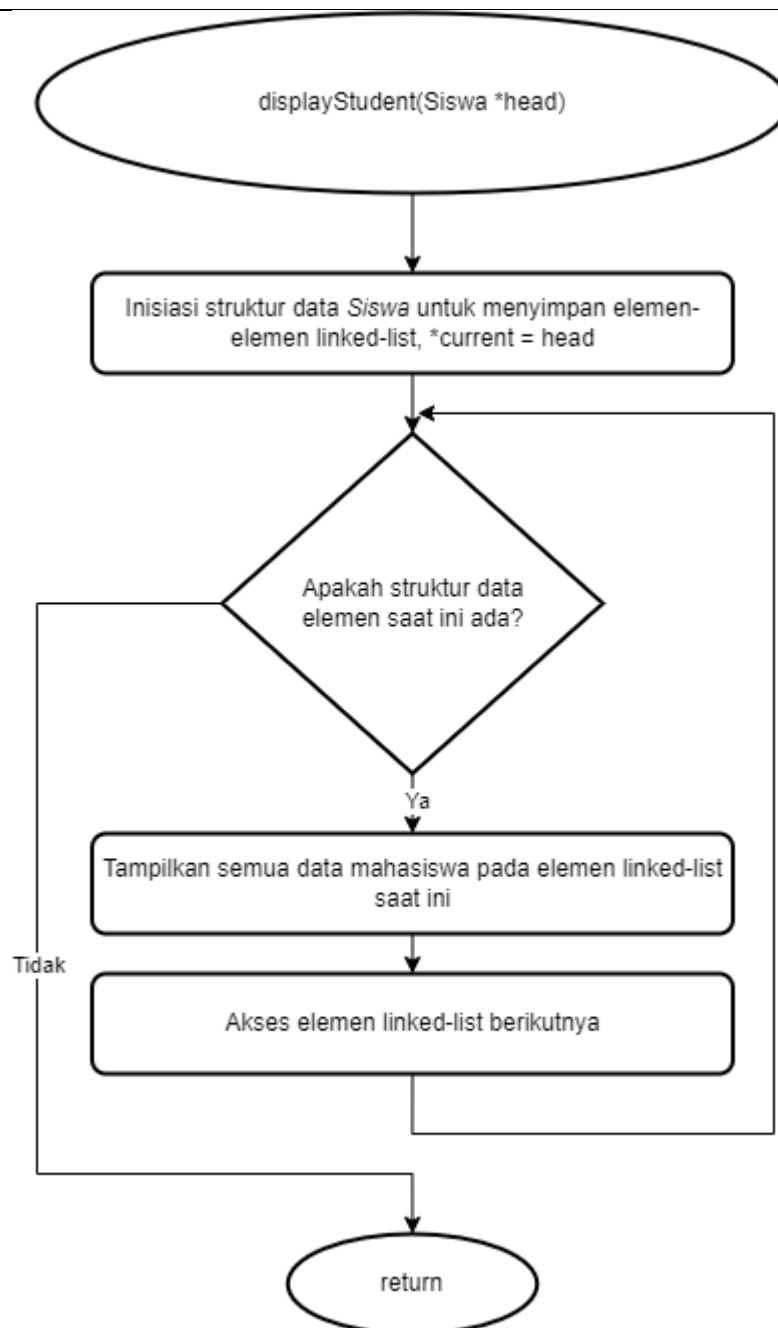 displayStudent(Siswa *head)
Inisiasi struktur data Siswa untuk menyimpan elemen-
elemen linked-list, *current = head
Apakah struktur data
elemen saat ini ada?
Ya
Tampilkan semua data mahasiswa pada elemen linked-list
saat ini
Tidak
Akses elemen linked-list berikutnya
return